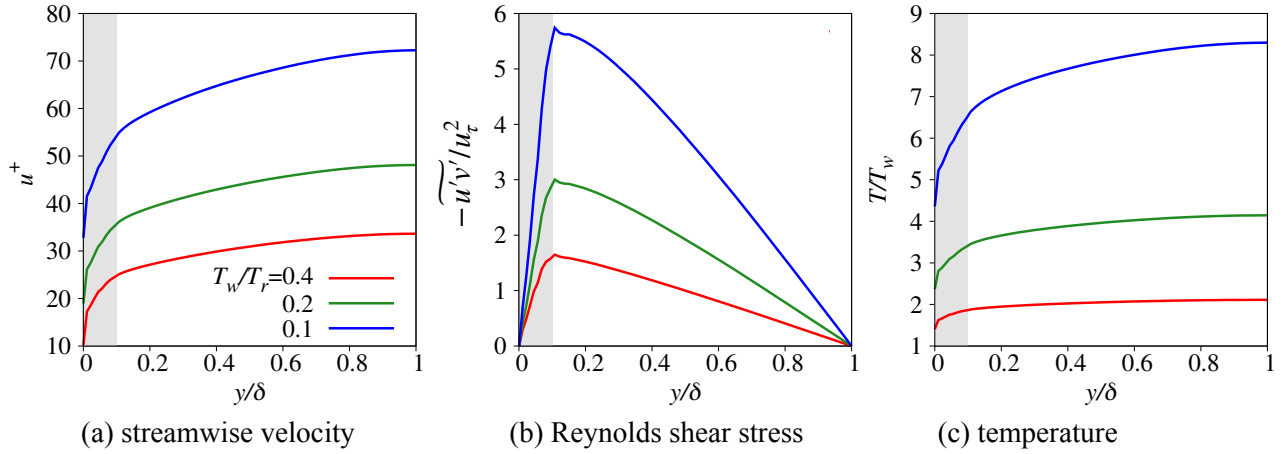 80
70
60
50
40
30
20
10
u⁺
T_w/T_r=0.4
0.2
0.1
0 0.2 0.4 0.6 0.8 1
y/δ
(a) streamwise velocity
6
5
4
3
2
1
0
−u′v′/u_τ²
0 0.2 0.4 0.6 0.8 1
y/δ
(b) Reynolds shear stress
9
8
7
6
5
4
3
2
1
T/T_w
0 0.2 0.4 0.6 0.8 1
y/δ
(c) temperature